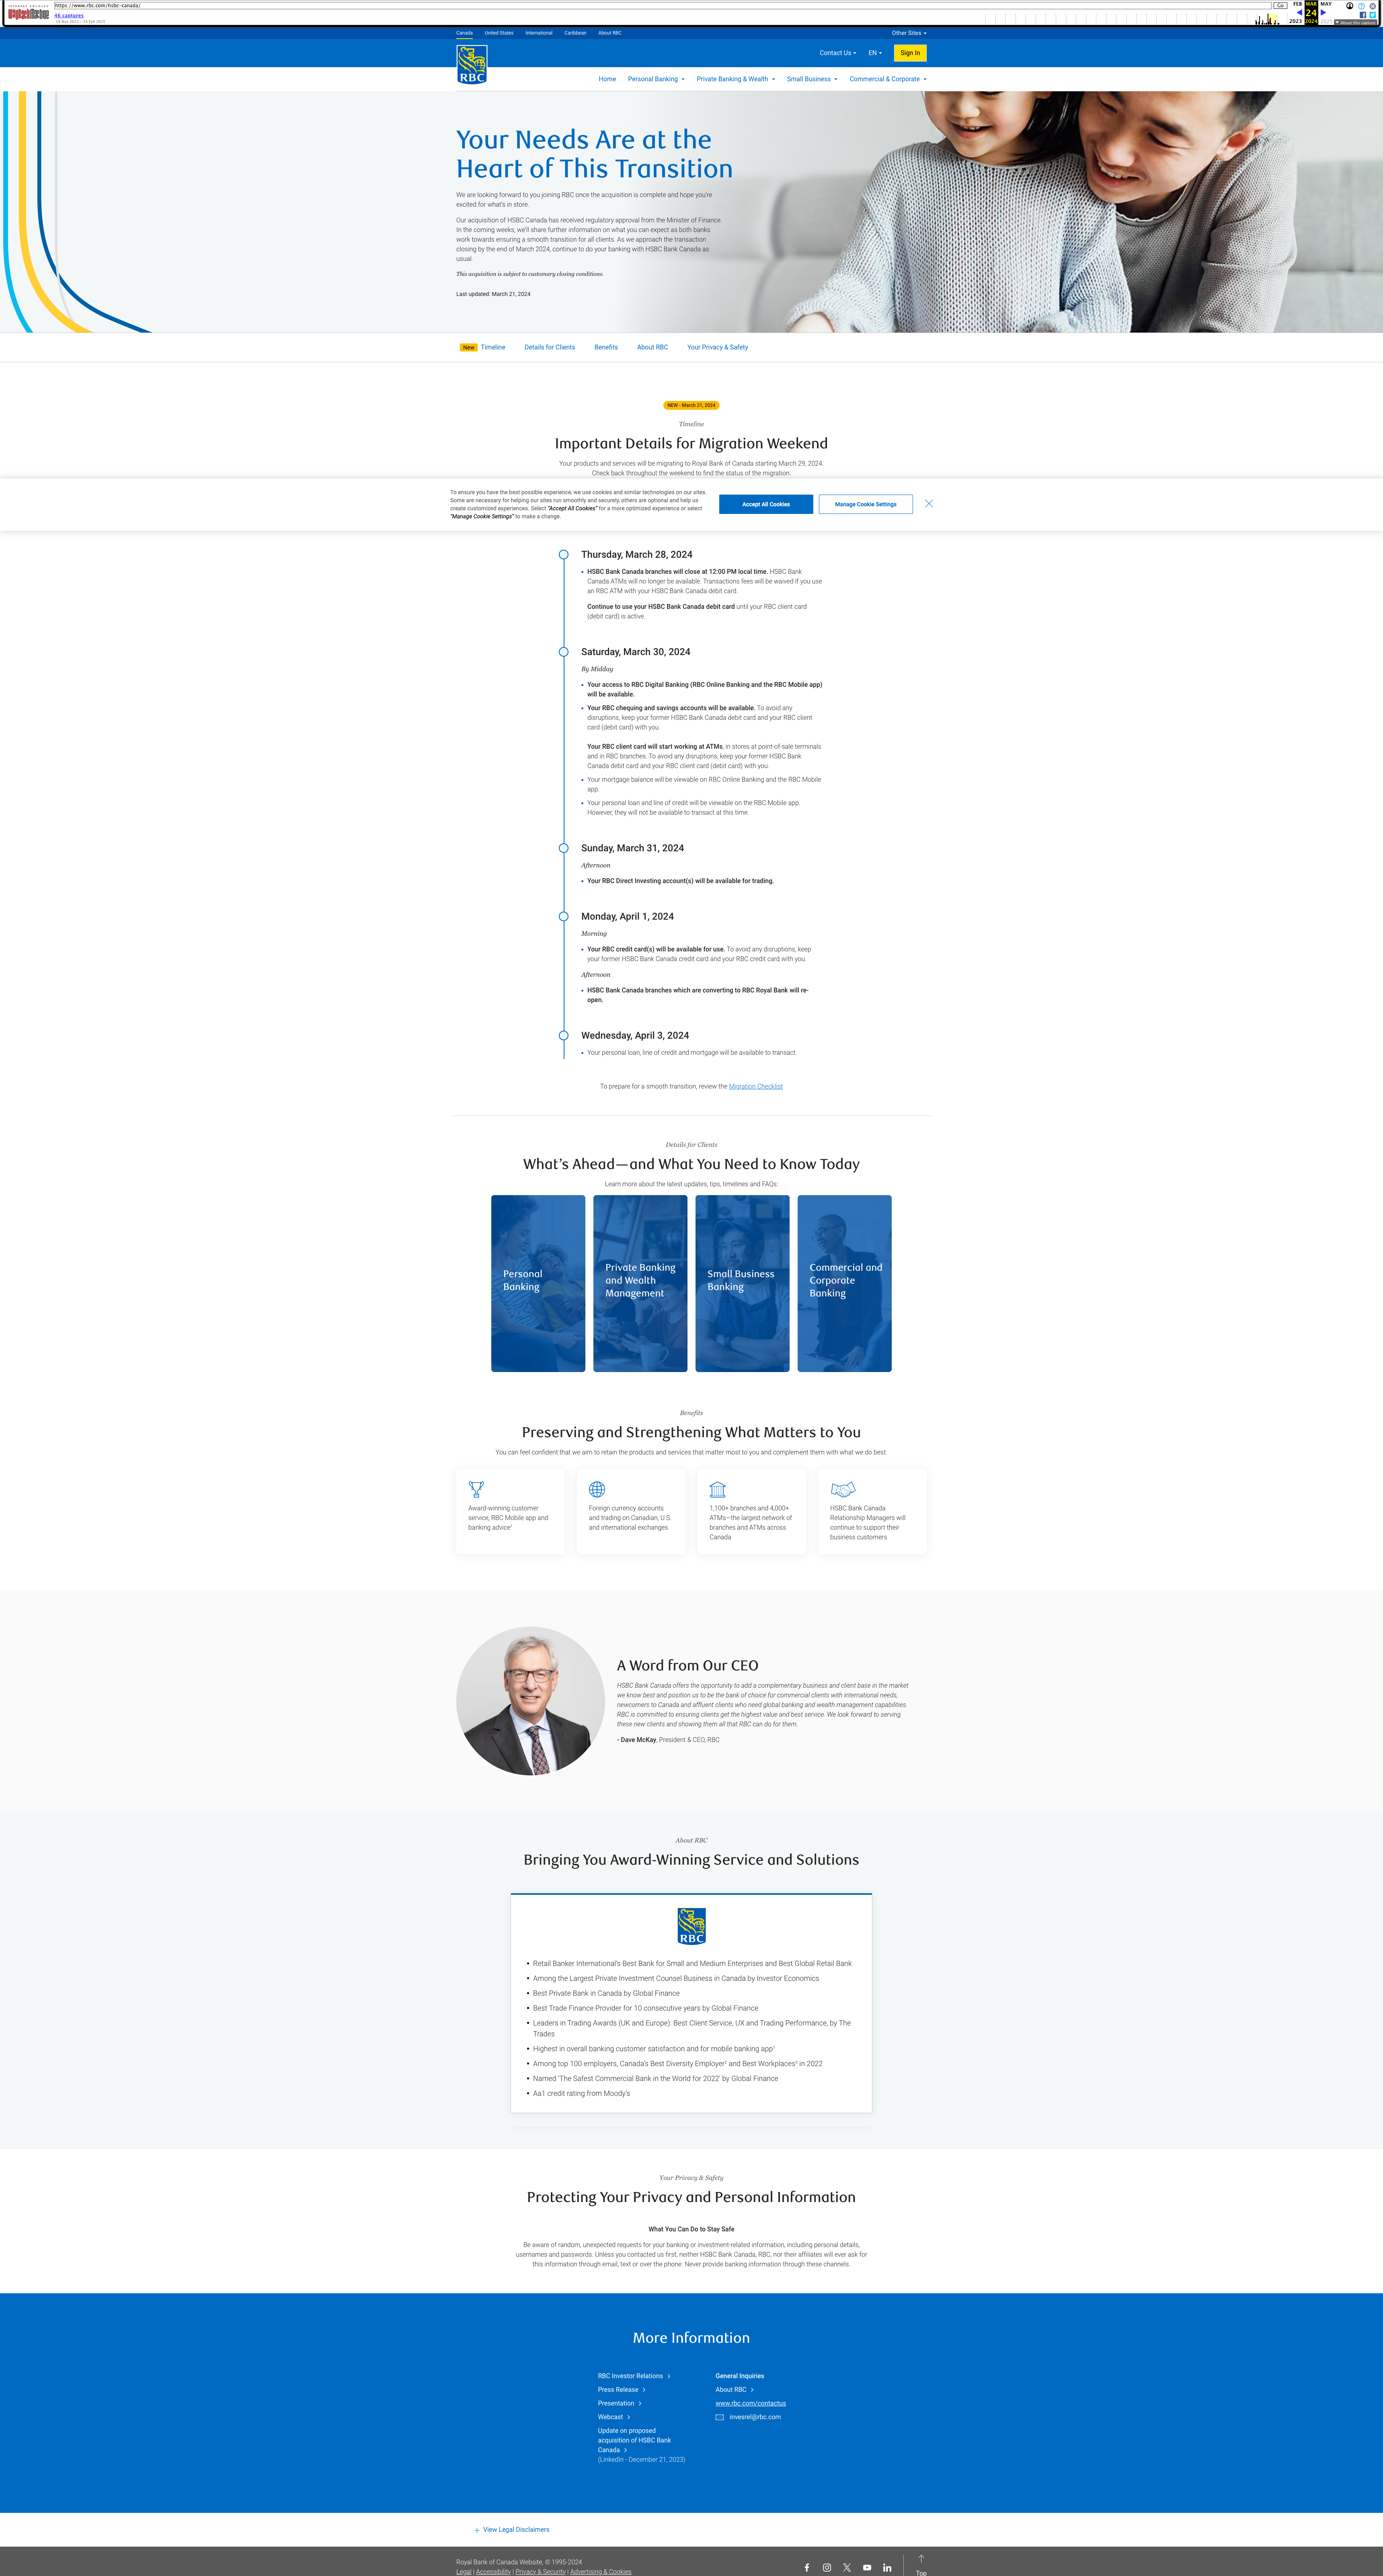 INTERNET ARCHIVE
WayBackMachine
https://www.rbc.com/hsbc-canada/
Go
FEB MAR MAY
46 captures
24
29 Nov 2022 - 14 Feb 2025
2023 2024 2025
About this capture
Canada United States International Caribbean About RBC
Other Sites
Contact Us EN Sign In
RBC
Home Personal Banking Private Banking & Wealth Small Business Commercial & Corporate
Your Needs Are at the
Heart of This Transition
We are looking forward to you joining RBC once the acquisition is complete and hope you're
excited for what's in store.
Our acquisition of HSBC Canada has received regulatory approval from the Minister of Finance.
In the coming weeks, we'll share further information on what you can expect as both banks
work towards ensuring a smooth transition for all clients. As we approach the transaction
closing by the end of March 2024, continue to do your banking with HSBC Bank Canada as
usual.
This acquisition is subject to customary closing conditions.
Last updated: March 21, 2024
New Timeline Details for Clients Benefits About RBC Your Privacy & Safety
NEW - March 21, 2024
Timeline
Important Details for Migration Weekend
Your products and services will be migrating to Royal Bank of Canada starting March 29, 2024.
Check back throughout the weekend to find the status of the migration.
To ensure you have the best possible experience, we use cookies and similar technologies on our sites.
Some are necessary for helping our sites run smoothly and securely, others are optional and help us
create customized experiences. Select "Accept All Cookies" for a more optimized experience or select
"Manage Cookie Settings" to make a change.
Accept All Cookies
Manage Cookie Settings
Thursday, March 28, 2024
• HSBC Bank Canada branches will close at 12:00 PM local time. HSBC Bank
Canada ATMs will no longer be available. Transactions fees will be waived if you use
an RBC ATM with your HSBC Bank Canada debit card.
Continue to use your HSBC Bank Canada debit card until your RBC client card
(debit card) is active.
Saturday, March 30, 2024
By Midday
• Your access to RBC Digital Banking (RBC Online Banking and the RBC Mobile app)
will be available.
• Your RBC chequing and savings accounts will be available. To avoid any
disruptions, keep your former HSBC Bank Canada debit card and your RBC client
card (debit card) with you.
Your RBC client card will start working at ATMs, in stores at point-of-sale terminals
and in RBC branches. To avoid any disruptions, keep your former HSBC Bank
Canada debit card and your RBC client card (debit card) with you.
• Your mortgage balance will be viewable on RBC Online Banking and the RBC Mobile
app.
• Your personal loan and line of credit will be viewable on the RBC Mobile app.
However, they will not be available to transact at this time.
Sunday, March 31, 2024
Afternoon
• Your RBC Direct Investing account(s) will be available for trading.
Monday, April 1, 2024
Morning
• Your RBC credit card(s) will be available for use. To avoid any disruptions, keep
your former HSBC Bank Canada credit card and your RBC credit card with you.
Afternoon
• HSBC Bank Canada branches which are converting to RBC Royal Bank will re-
open.
Wednesday, April 3, 2024
• Your personal loan, line of credit and mortgage will be available to transact.
To prepare for a smooth transition, review the Migration Checklist
Details for Clients
What's Ahead—and What You Need to Know Today
Learn more about the latest updates, tips, timelines and FAQs:
Personal
Banking
Private Banking
and Wealth
Management
Small Business
Banking
Commercial and
Corporate
Banking
Benefits
Preserving and Strengthening What Matters to You
You can feel confident that we aim to retain the products and services that matter most to you and complement them with what we do best.
Award-winning customer
service, RBC Mobile app and
banking advice¹
Foreign currency accounts
and trading on Canadian, U.S.
and international exchanges
1,100+ branches and 4,000+
ATMs—the largest network of
branches and ATMs across
Canada
HSBC Bank Canada
Relationship Managers will
continue to support their
business customers
A Word from Our CEO
HSBC Bank Canada offers the opportunity to add a complementary business and client base in the market
we know best and position us to be the bank of choice for commercial clients with international needs,
newcomers to Canada and affluent clients who need global banking and wealth management capabilities.
RBC is committed to ensuring clients get the highest value and best service. We look forward to serving
these new clients and showing them all that RBC can do for them.
- Dave McKay, President & CEO, RBC
About RBC
Bringing You Award-Winning Service and Solutions
RBC
• Retail Banker International's Best Bank for Small and Medium Enterprises and Best Global Retail Bank
• Among the Largest Private Investment Counsel Business in Canada by Investor Economics
• Best Private Bank in Canada by Global Finance
• Best Trade Finance Provider for 10 consecutive years by Global Finance
• Leaders in Trading Awards (UK and Europe): Best Client Service, UX and Trading Performance, by The
Trades
• Highest in overall banking customer satisfaction and for mobile banking app¹
• Among top 100 employers, Canada's Best Diversity Employer² and Best Workplaces³ in 2022
• Named 'The Safest Commercial Bank in the World for 2022' by Global Finance
• Aa1 credit rating from Moody's
Your Privacy & Safety
Protecting Your Privacy and Personal Information
What You Can Do to Stay Safe
Be aware of random, unexpected requests for your banking or investment-related information, including personal details,
usernames and passwords. Unless you contacted us first, neither HSBC Bank Canada, RBC, nor their affiliates will ever ask for
this information through email, text or over the phone. Never provide banking information through these channels.
More Information
RBC Investor Relations
Press Release
Presentation
Webcast
Update on proposed
acquisition of HSBC Bank
Canada
(LinkedIn - December 21, 2023)
General Inquiries
About RBC
www.rbc.com/contactus
invesrel@rbc.com
+ View Legal Disclaimers
Royal Bank of Canada Website, © 1995-2024
Legal | Accessibility | Privacy & Security | Advertising & Cookies
Top